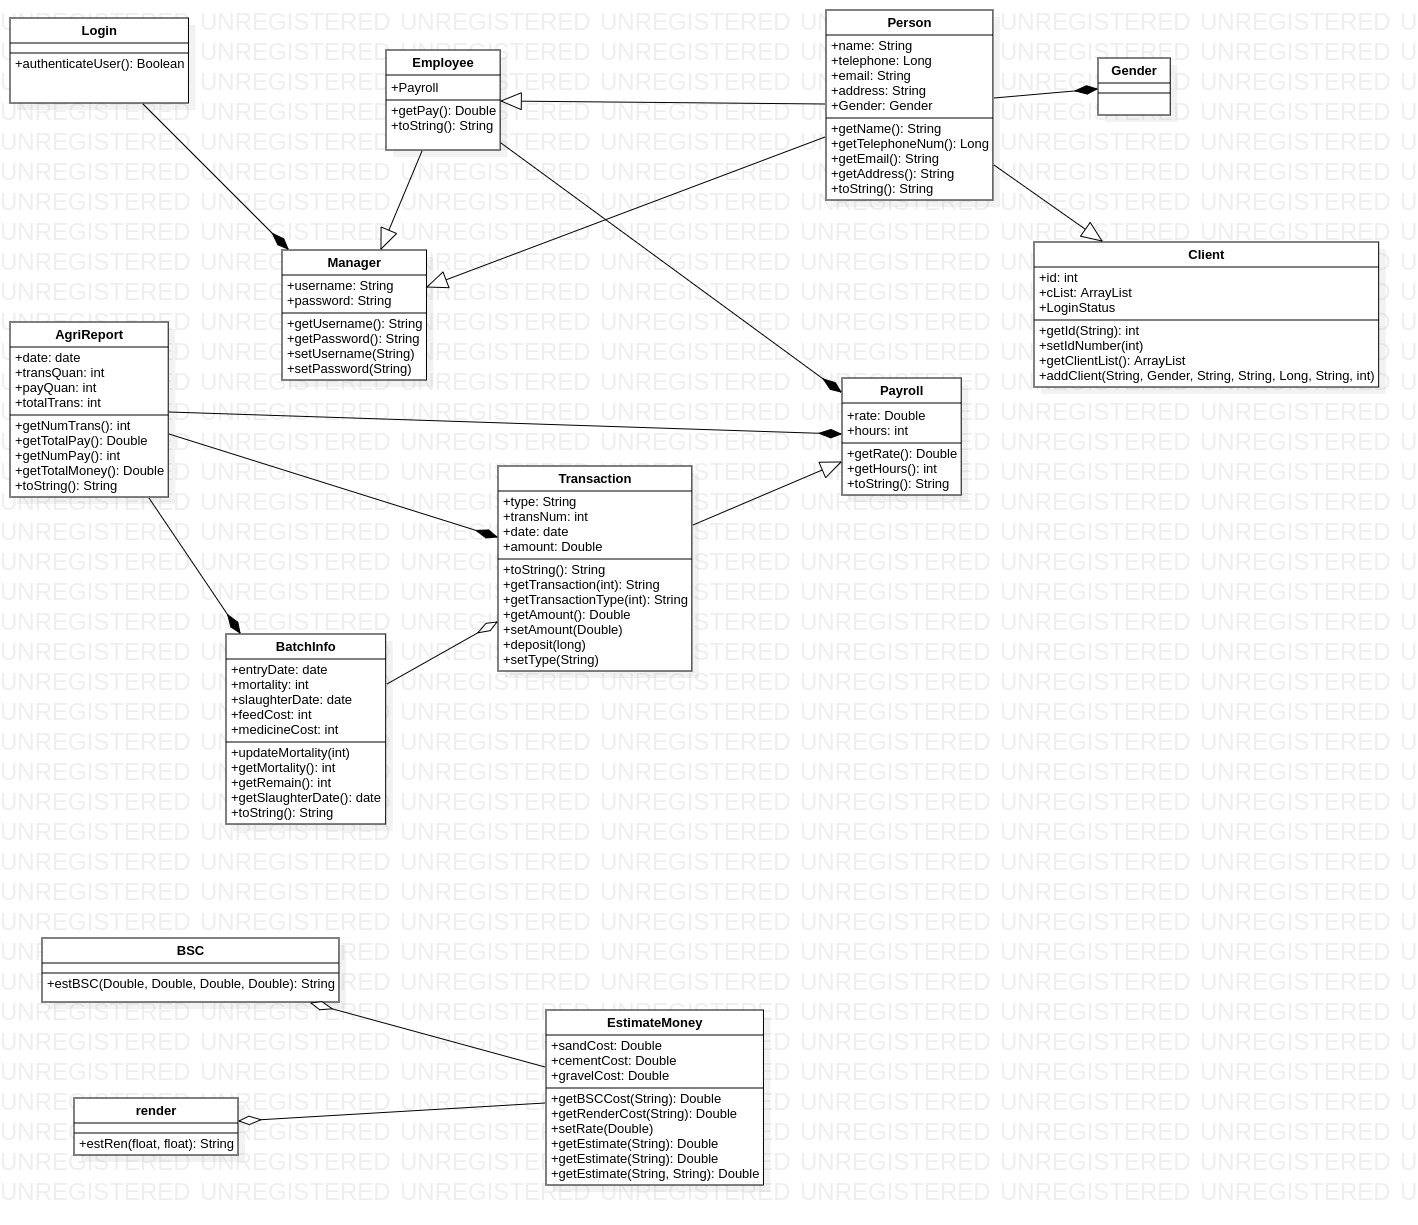 Login
+authenticateUser(): Boolean
Employee
+Payroll
+getPay(): Double
+toString(): String
Person
+name: String
+telephone: Long
+email: String
+address: String
+Gender: Gender
+getName(): String
+getTelephoneNum(): Long
+getEmail(): String
+getAddress(): String
+toString(): String
Gender
Manager
+username: String
+password: String
+getUsername(): String
+getPassword(): String
+setUsername(String)
+setPassword(String)
Client
+id: int
+cList: ArrayList
+LoginStatus
+getId(String): int
+setIdNumber(int)
+getClientList(): ArrayList
+addClient(String, Gender, String, String, Long, String, int)
AgriReport
+date: date
+transQuan: int
+payQuan: int
+totalTrans: int
+getNumTrans(): int
+getTotalPay(): Double
+getNumPay(): int
+getTotalMoney(): Double
+toString(): String
Payroll
+rate: Double
+hours: int
+getRate(): Double
+getHours(): int
+toString(): String
Transaction
+type: String
+transNum: int
+date: date
+amount: Double
+toString(): String
+getTransaction(int): String
+getTransactionType(int): String
+getAmount(): Double
+setAmount(Double)
+deposit(long)
+setType(String)
BatchInfo
+entryDate: date
+mortality: int
+slaughterDate: date
+feedCost: int
+medicineCost: int
+updateMortality(int)
+getMortality(): int
+getRemain(): int
+getSlaughterDate(): date
+toString(): String
BSC
+estBSC(Double, Double, Double, Double): String
EstimateMoney
+sandCost: Double
+cementCost: Double
+gravelCost: Double
+getBSCCost(String): Double
+getRenderCost(String): Double
+setRate(Double)
+getEstimate(String): Double
+getEstimate(String): Double
+getEstimate(String, String): Double
render
+estRen(float, float): String
UNREGISTERED